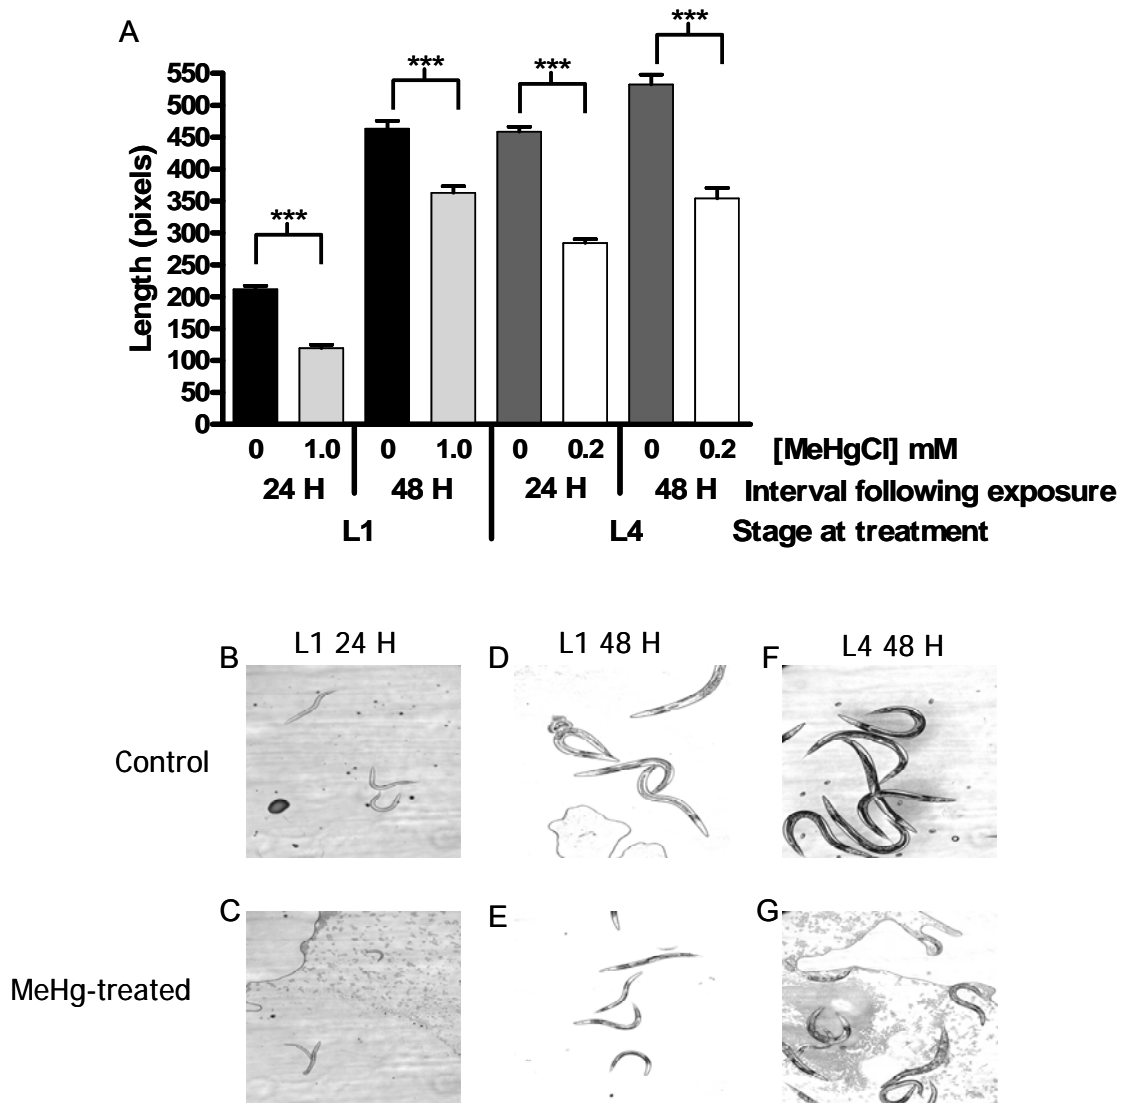 A
***
***
***
***
Length (pixels)
550
500
450
400
350
300
250
200
150
100
50
0
0 1.0 0 1.0 0 0.2 0 0.2 [MeHgCl] mM
24 H 48 H 24 H 48 H Interval following exposure
L1 L4 Stage at treatment
L1 24 H L1 48 H L4 48 H
B D F
Control
C E G
MeHg-treated